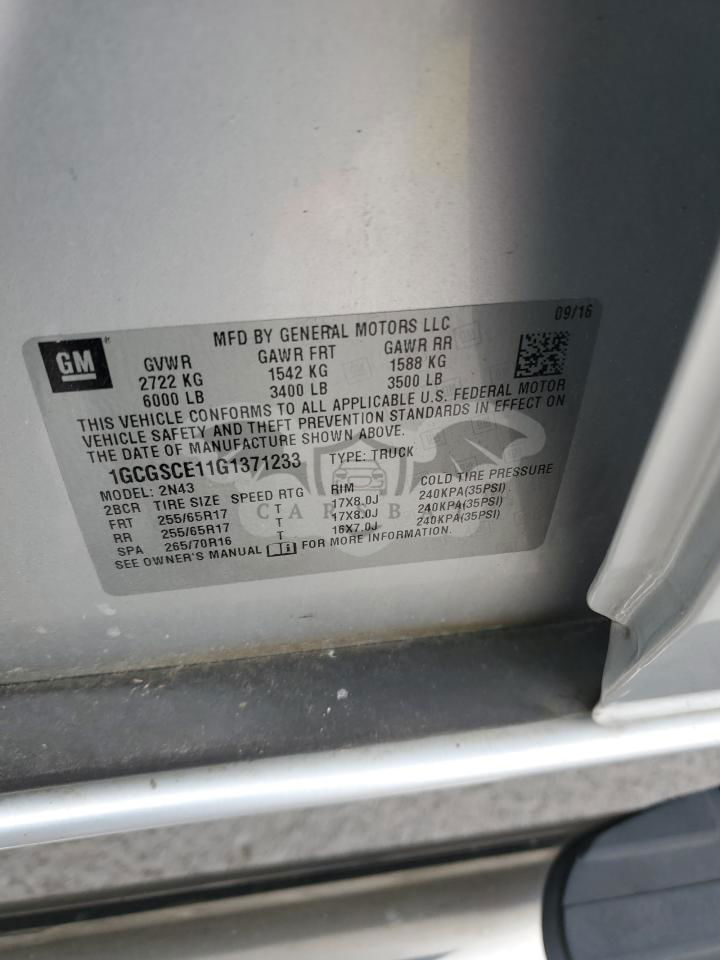 09/16
MFD BY GENERAL MOTORS LLC
GM
GVWR GAWR FRT GAWR RR
2722 KG 1542 KG 1588 KG
6000 LB 3400 LB 3500 LB
THIS VEHICLE CONFORMS TO ALL APPLICABLE U.S. FEDERAL MOTOR
VEHICLE SAFETY AND THEFT PREVENTION STANDARDS IN EFFECT ON
THE DATE OF MANUFACTURE SHOWN ABOVE.
1GCGSCE11G1371233 TYPE: TRUCK
MODEL: 2N43
2BCR TIRE SIZE SPEED RTG RIM COLD TIRE PRESSURE
FRT 255/65R17 T 17X8.0J 240KPA(35PSI)
RR 255/65R17 T 17X8.0J 240KPA(35PSI)
SPA 265/70R16 T 16X7.0J 240KPA(35PSI)
SEE OWNER'S MANUAL FOR MORE INFORMATION.